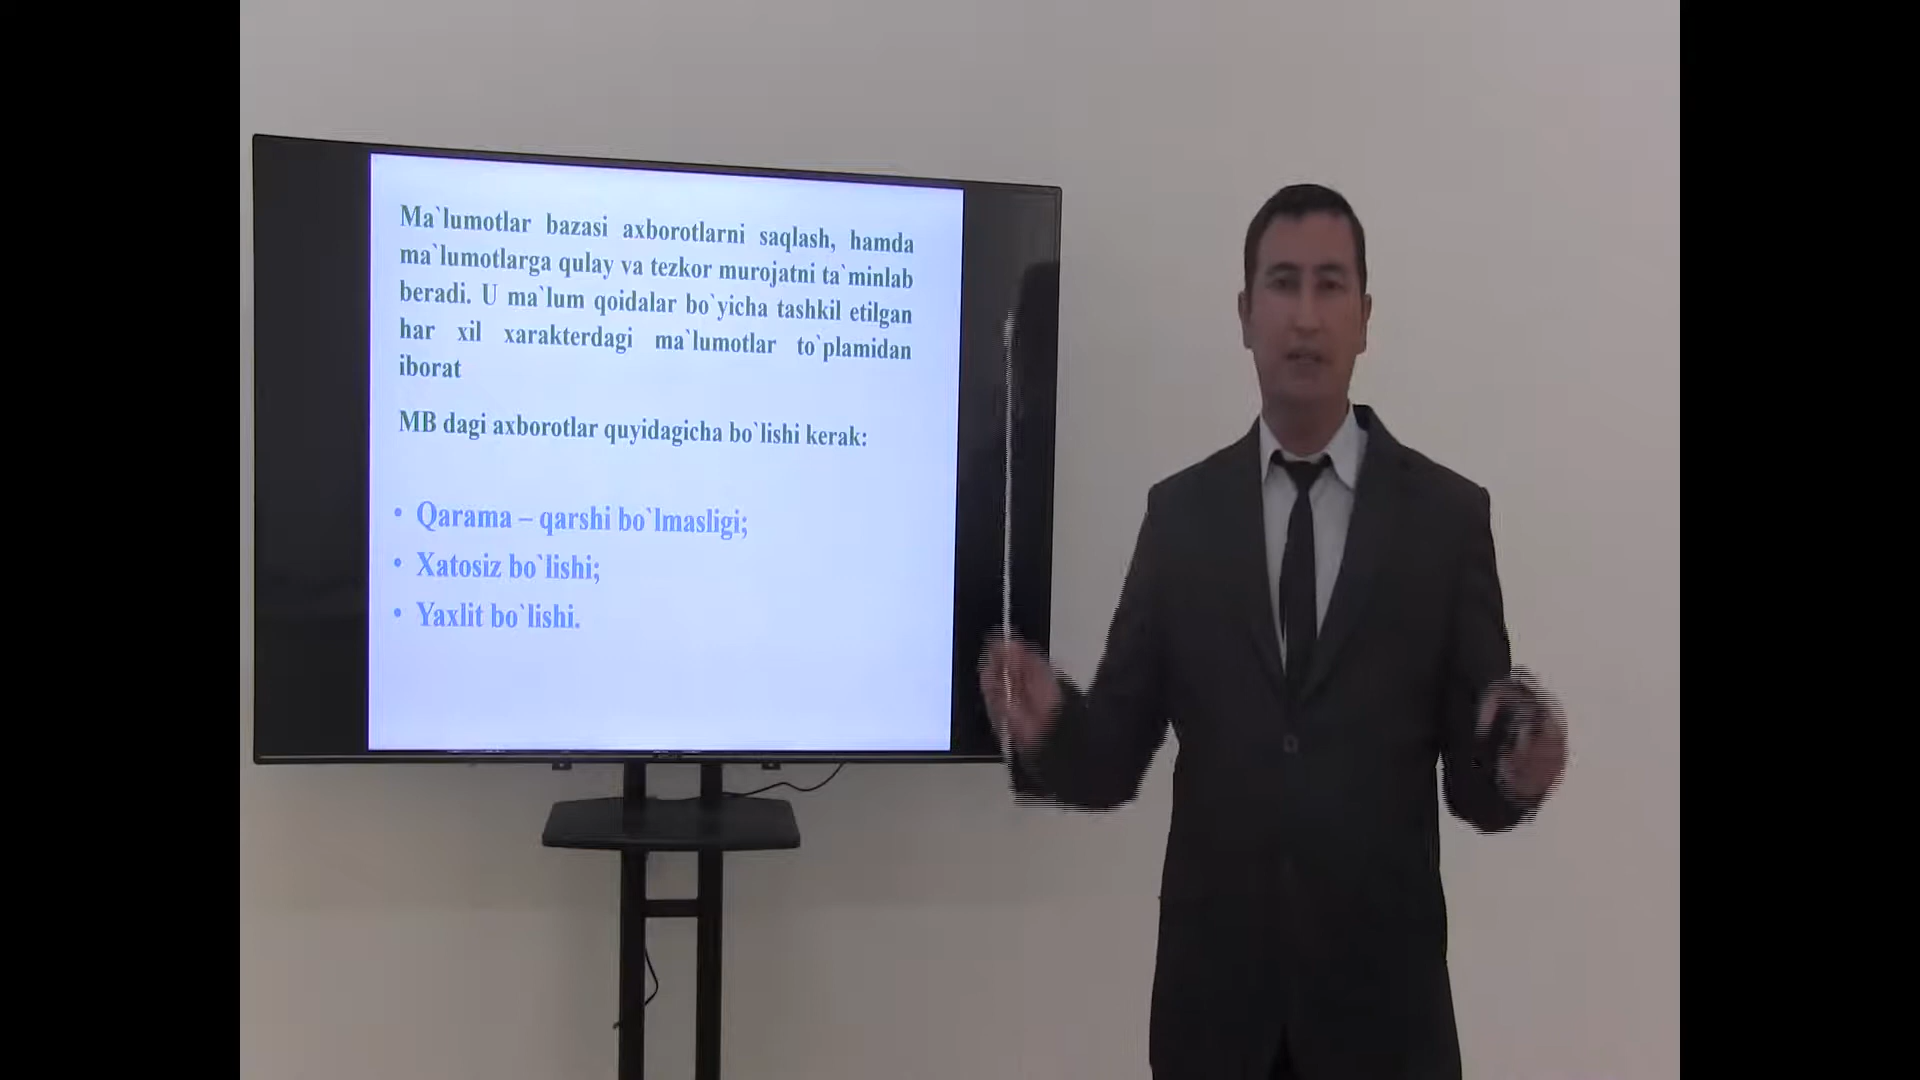 Ma`lumotlar bazasi axborotlarni saqlash, hamda
ma`lumotlarga qulay va tezkor murojatni ta`minlab
beradi. U ma`lum qoidalar bo`yicha tashkil etilgan
har xil xarakterdagi ma`lumotlar to`plamidan
iborat
MB dagi axborotlar quyidagicha bo`lishi kerak:
• Qarama – qarshi bo`lmasligi;
• Xatosiz bo`lishi;
• Yaxlit bo`lishi.